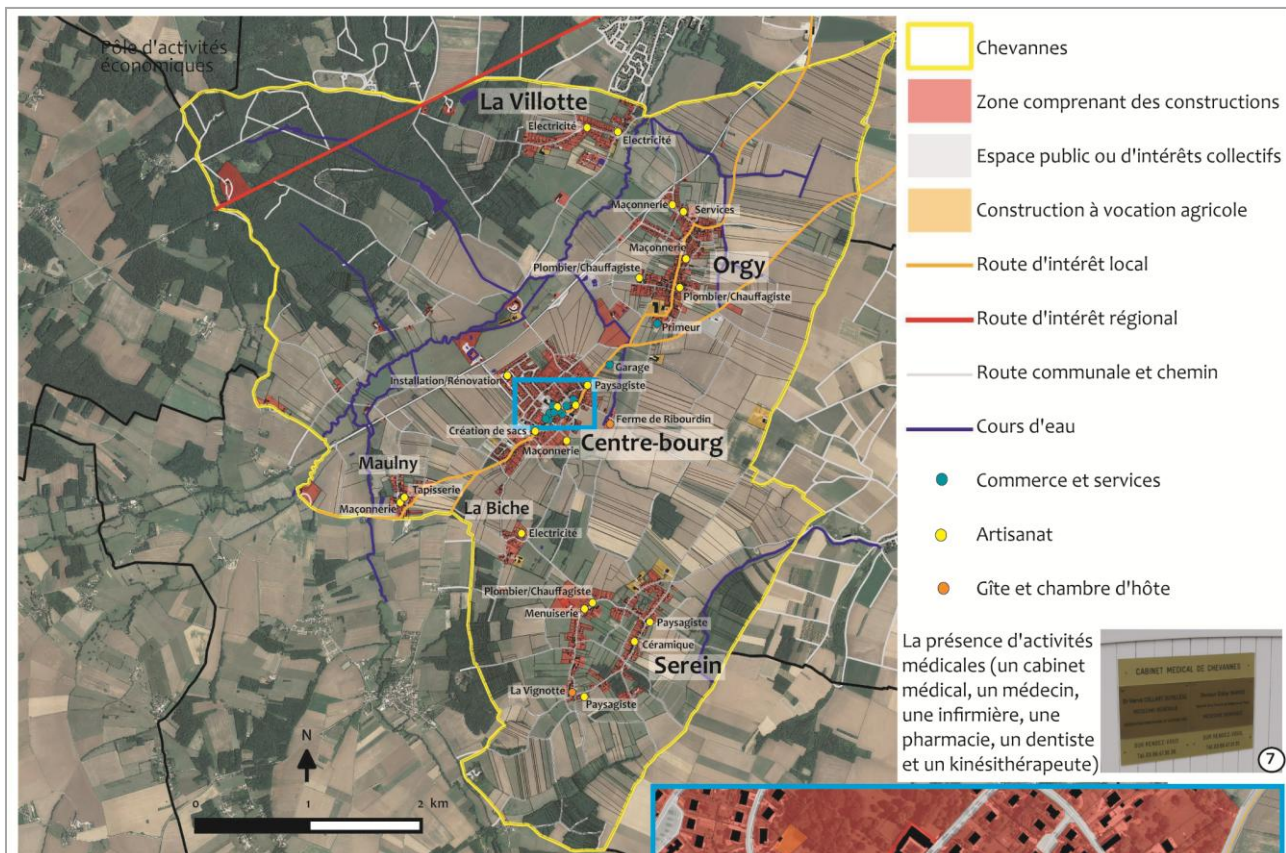 Pôle d'activités
économiques
La Villotte
Electricité
Electricité
Maçonnerie
Services
Maçonnerie
Orgy
Plombier/Chauffagiste
Plombier/Chauffagiste
Primeur
Garage
Installation/Rénovation
Paysagiste
Ferme de Ribourdin
Création de sacs
Centre-bourg
Maçonnerie
Maulny
Tapisserie
Maçonnerie
La Biche
Electricité
Plombier/Chauffagiste
Menuiserie
Paysagiste
Céramique
Serein
La Vignotte
Paysagiste
N
0 1 2 km
Chevannes
Zone comprenant des constructions
Espace public ou d'intérêts collectifs
Construction à vocation agricole
Route d'intérêt local
Route d'intérêt régional
Route communale et chemin
Cours d'eau
Commerce et services
Artisanat
Gîte et chambre d'hôte
La présence d'activités
médicales (un cabinet
médical, un médecin,
une infirmière, une
pharmacie, un dentiste
et un kinésithérapeute)
CABINET MEDICAL DE CHEVANNES
SUR RENDEZ-VOUS
7